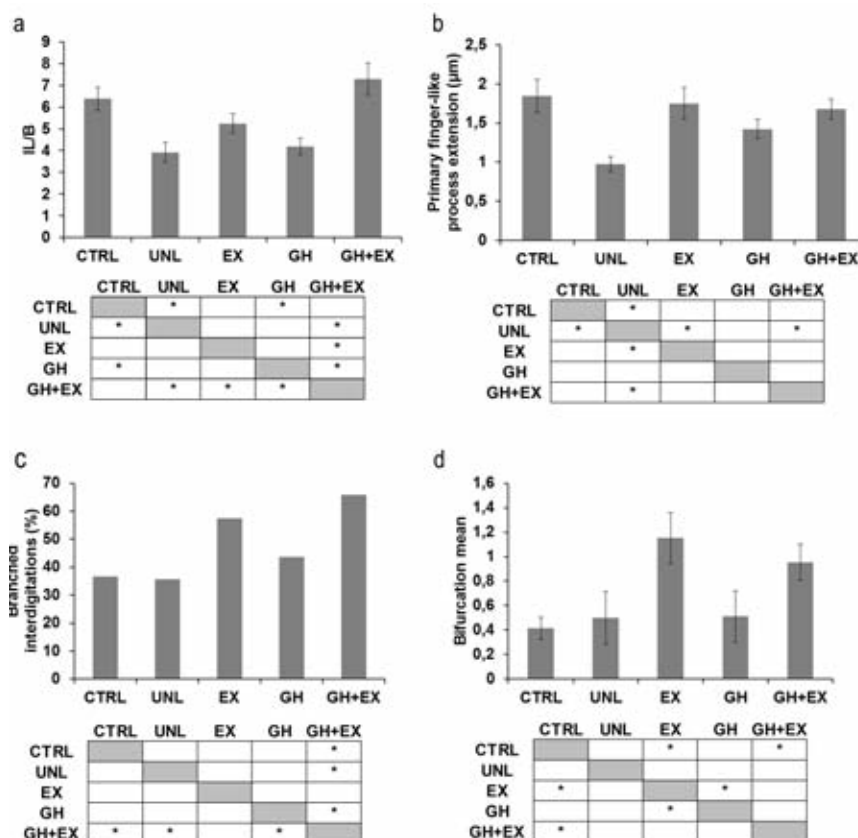 a
IL/B
9
8
7
6
5
4
3
2
1
0
CTRL UNL EX GH GH+EX
CTRL UNL EX GH GH+EX
CTRL * *
UNL * *
EX *
GH * *
GH+EX * * *
b
Primary finger-like
process extension (µm)
2,5
2
1,5
1
0,5
0
CTRL UNL EX GH GH+EX
CTRL UNL EX GH GH+EX
CTRL *
UNL * * *
EX *
GH
GH+EX *
c
Branched
interdigitations (%)
70
60
50
40
30
20
10
0
CTRL UNL EX GH GH+EX
CTRL UNL EX GH GH+EX
CTRL *
UNL *
EX
GH *
GH+EX * * *
d
Bifurcation mean
1,6
1,4
1,2
1
0,8
0,6
0,4
0,2
0
CTRL UNL EX GH GH+EX
CTRL UNL EX GH GH+EX
CTRL * *
UNL
EX * *
GH *
GH+EX *